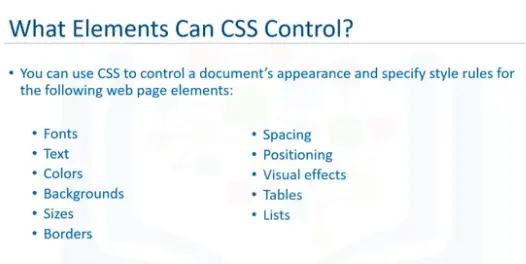 What Elements Can CSS Control?
• You can use CSS to control a document's appearance and specify style rules for
the following web page elements:
• Fonts
• Text
• Colors
• Backgrounds
• Sizes
• Borders
• Spacing
• Positioning
• Visual effects
• Tables
• Lists